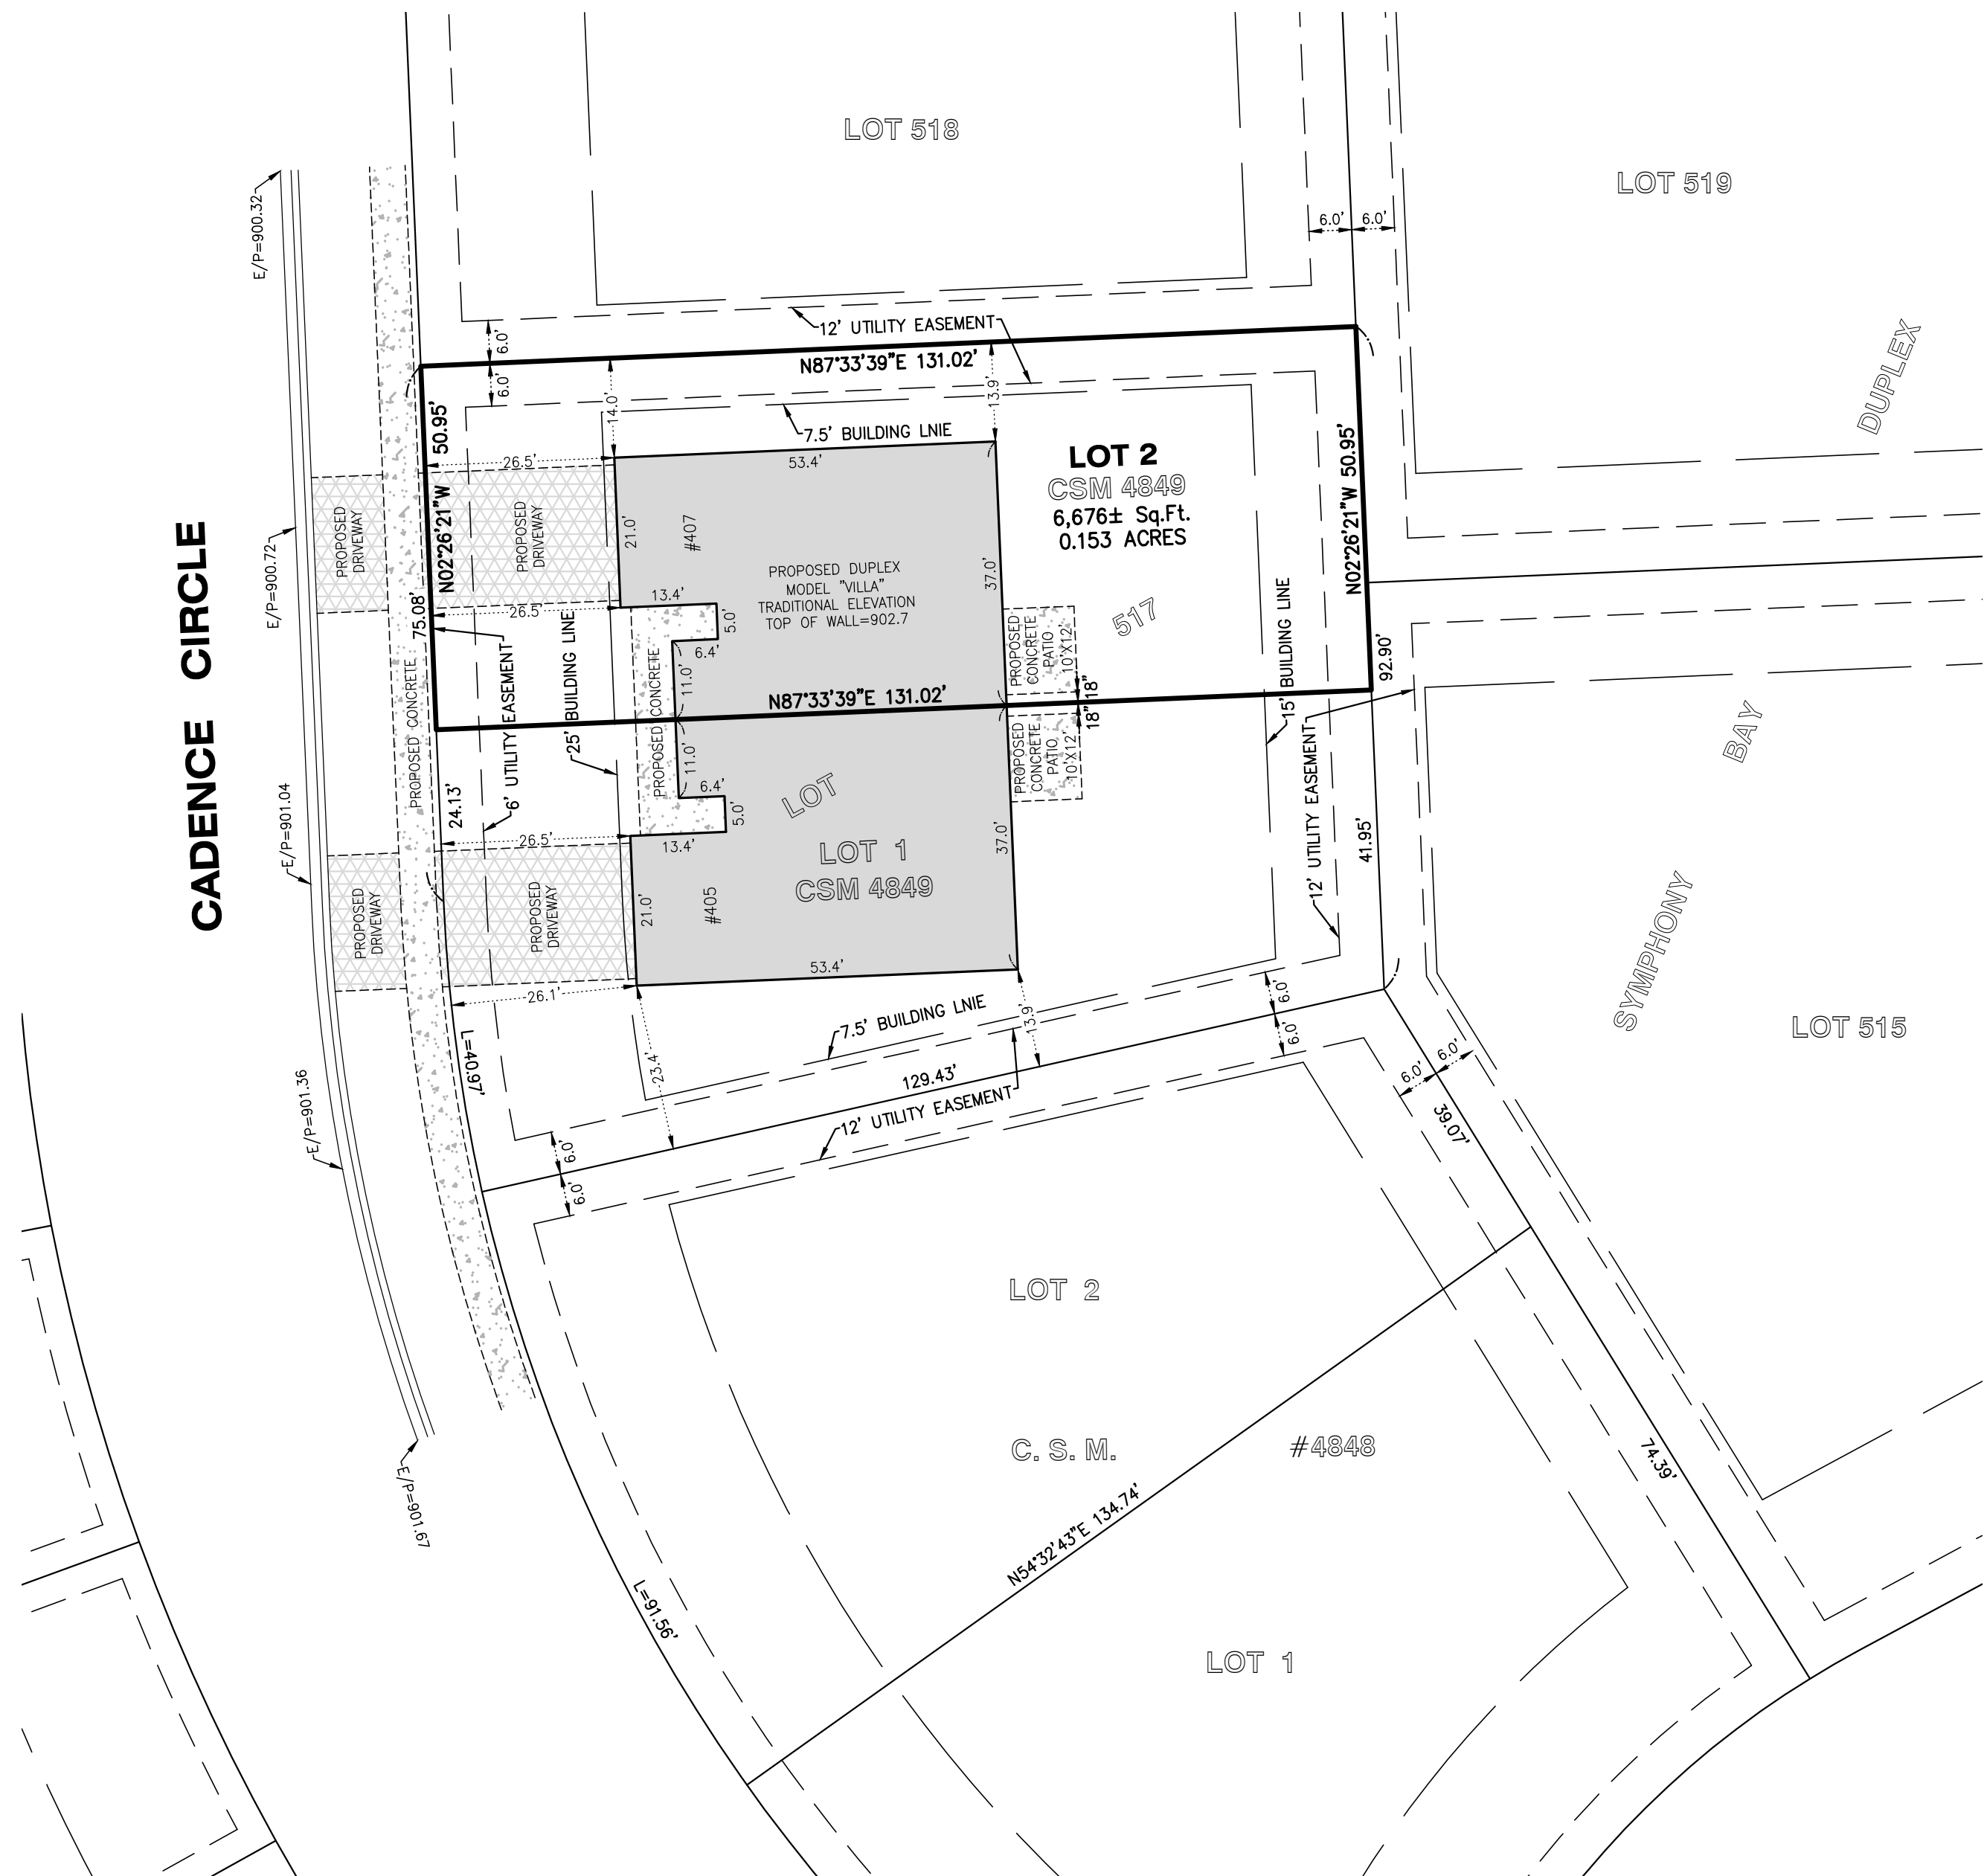 LOT 518
LOT 519
E/P=900.32
6.0'
6.0'
12' UTILITY EASEMENT
6.0'
6.0'
N87°33'39"E 131.02'
DUPLEX
50.95'
N02°26'21"W
14.0'
13.9'
7.5' BUILDING LNIE
26.5'
53.4'
LOT 2
CSM 4849
6,676± Sq.Ft.
0.153 ACRES
N02°26'21"W 50.95'
CADENCE CIRCLE
E/P=900.72
PROPOSED
DRIVEWAY
PROPOSED
DRIVEWAY
21.0'
#407
PROPOSED DUPLEX
MODEL "VILLA"
TRADITIONAL ELEVATION
TOP OF WALL=902.7
37.0'
75.08'
26.5'
13.4'
5.0'
6.4'
11.0'
PROPOSED
CONCRETE
PATIO
10'X12'
517
PROPOSED CONCRETE
6' UTILITY EASEMENT
25' BUILDING LINE
PROPOSED CONCRETE
N87°33'39"E 131.02'
18"
18"
15' BUILDING LINE
92.90'
12' UTILITY EASEMENT
PROPOSED
CONCRETE
PATIO
10'X12'
SYMPHONY
BAY
E/P=901.04
24.13'
11.0'
6.4'
5.0'
LOT
26.5'
13.4'
LOT 1
CSM 4849
37.0'
41.95'
PROPOSED
DRIVEWAY
PROPOSED
DRIVEWAY
21.0'
#405
53.4'
26.1'
7.5' BUILDING LNIE
13.9'
6.0'
6.0'
LOT 515
L=40.97'
23.4'
129.43'
12' UTILITY EASEMENT
6.0'
6.0'
E/P=901.36
6.0'
6.0'
39.07'
LOT 2
C. S. M.
#4848
74.39'
E/P=901.67
N54°32'43"E 134.74'
L=91.56'
LOT 1